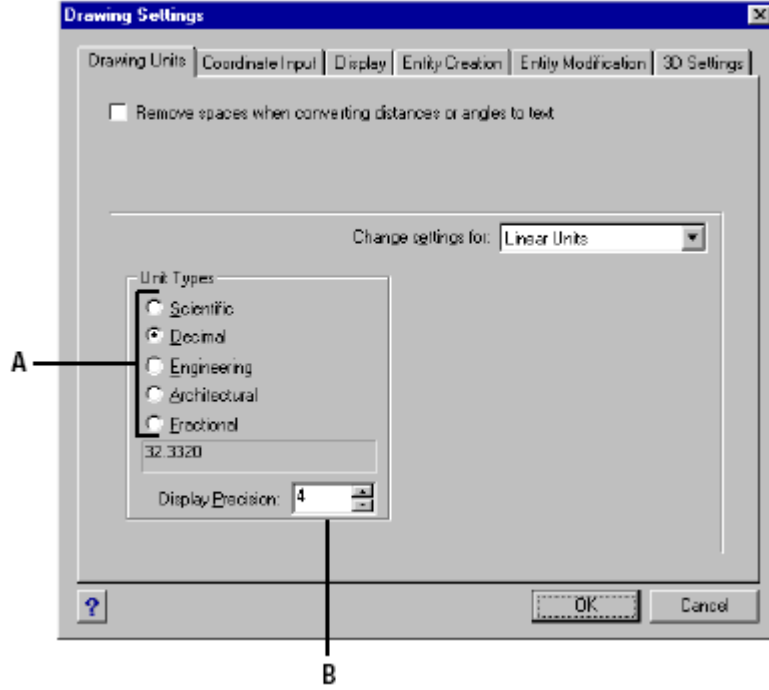 Drawing Settings
Drawing Units Coordinate Input Display Entity Creation Entity Modification 3D Settings
Remove spaces when converting distances or angles to text
Change settings for: Linear Units
Unit Types
Scientific
Decimal
A
Engineering
Architectural
Fractional
32.3320
Display Precision: 4
? OK Cancel
B